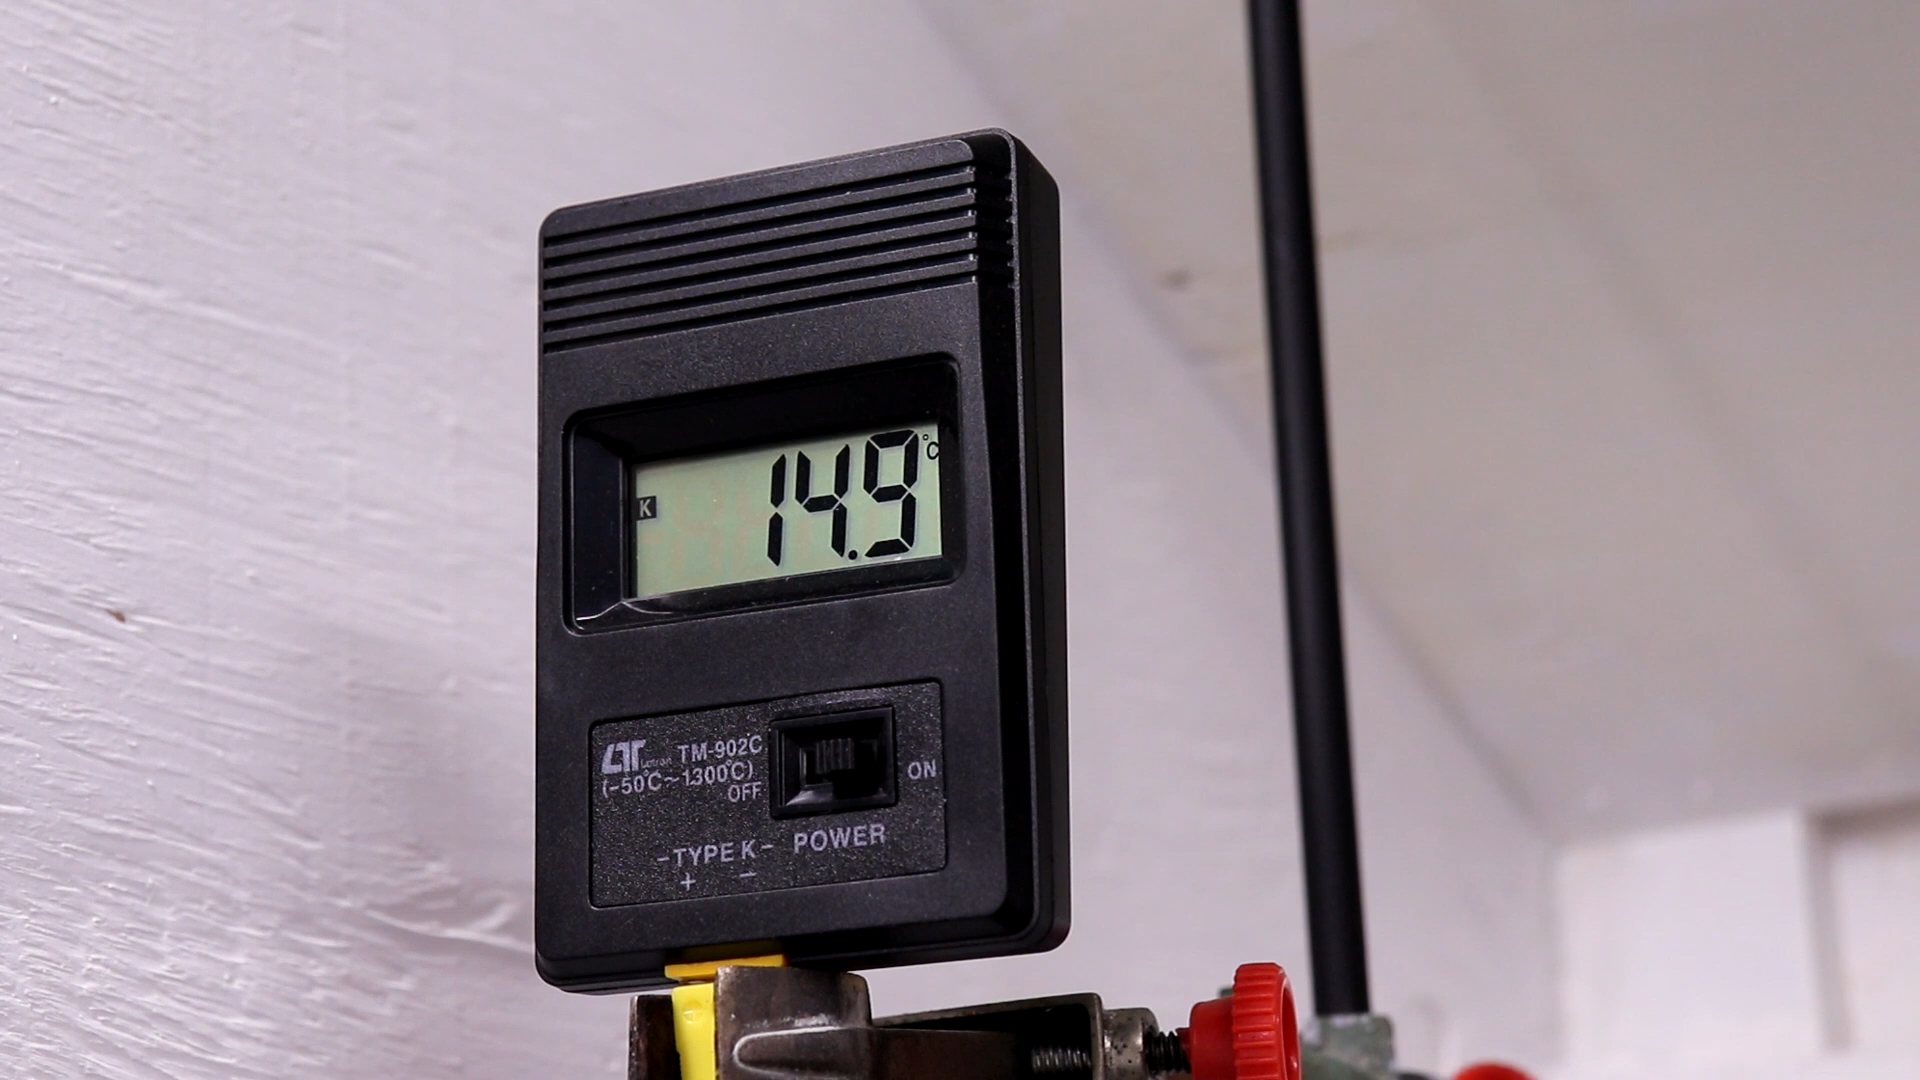 14.9 °C
K
LT Lutron TM-902C
(-50℃~1300℃)
OFF
ON
-TYPE K- POWER
+ −